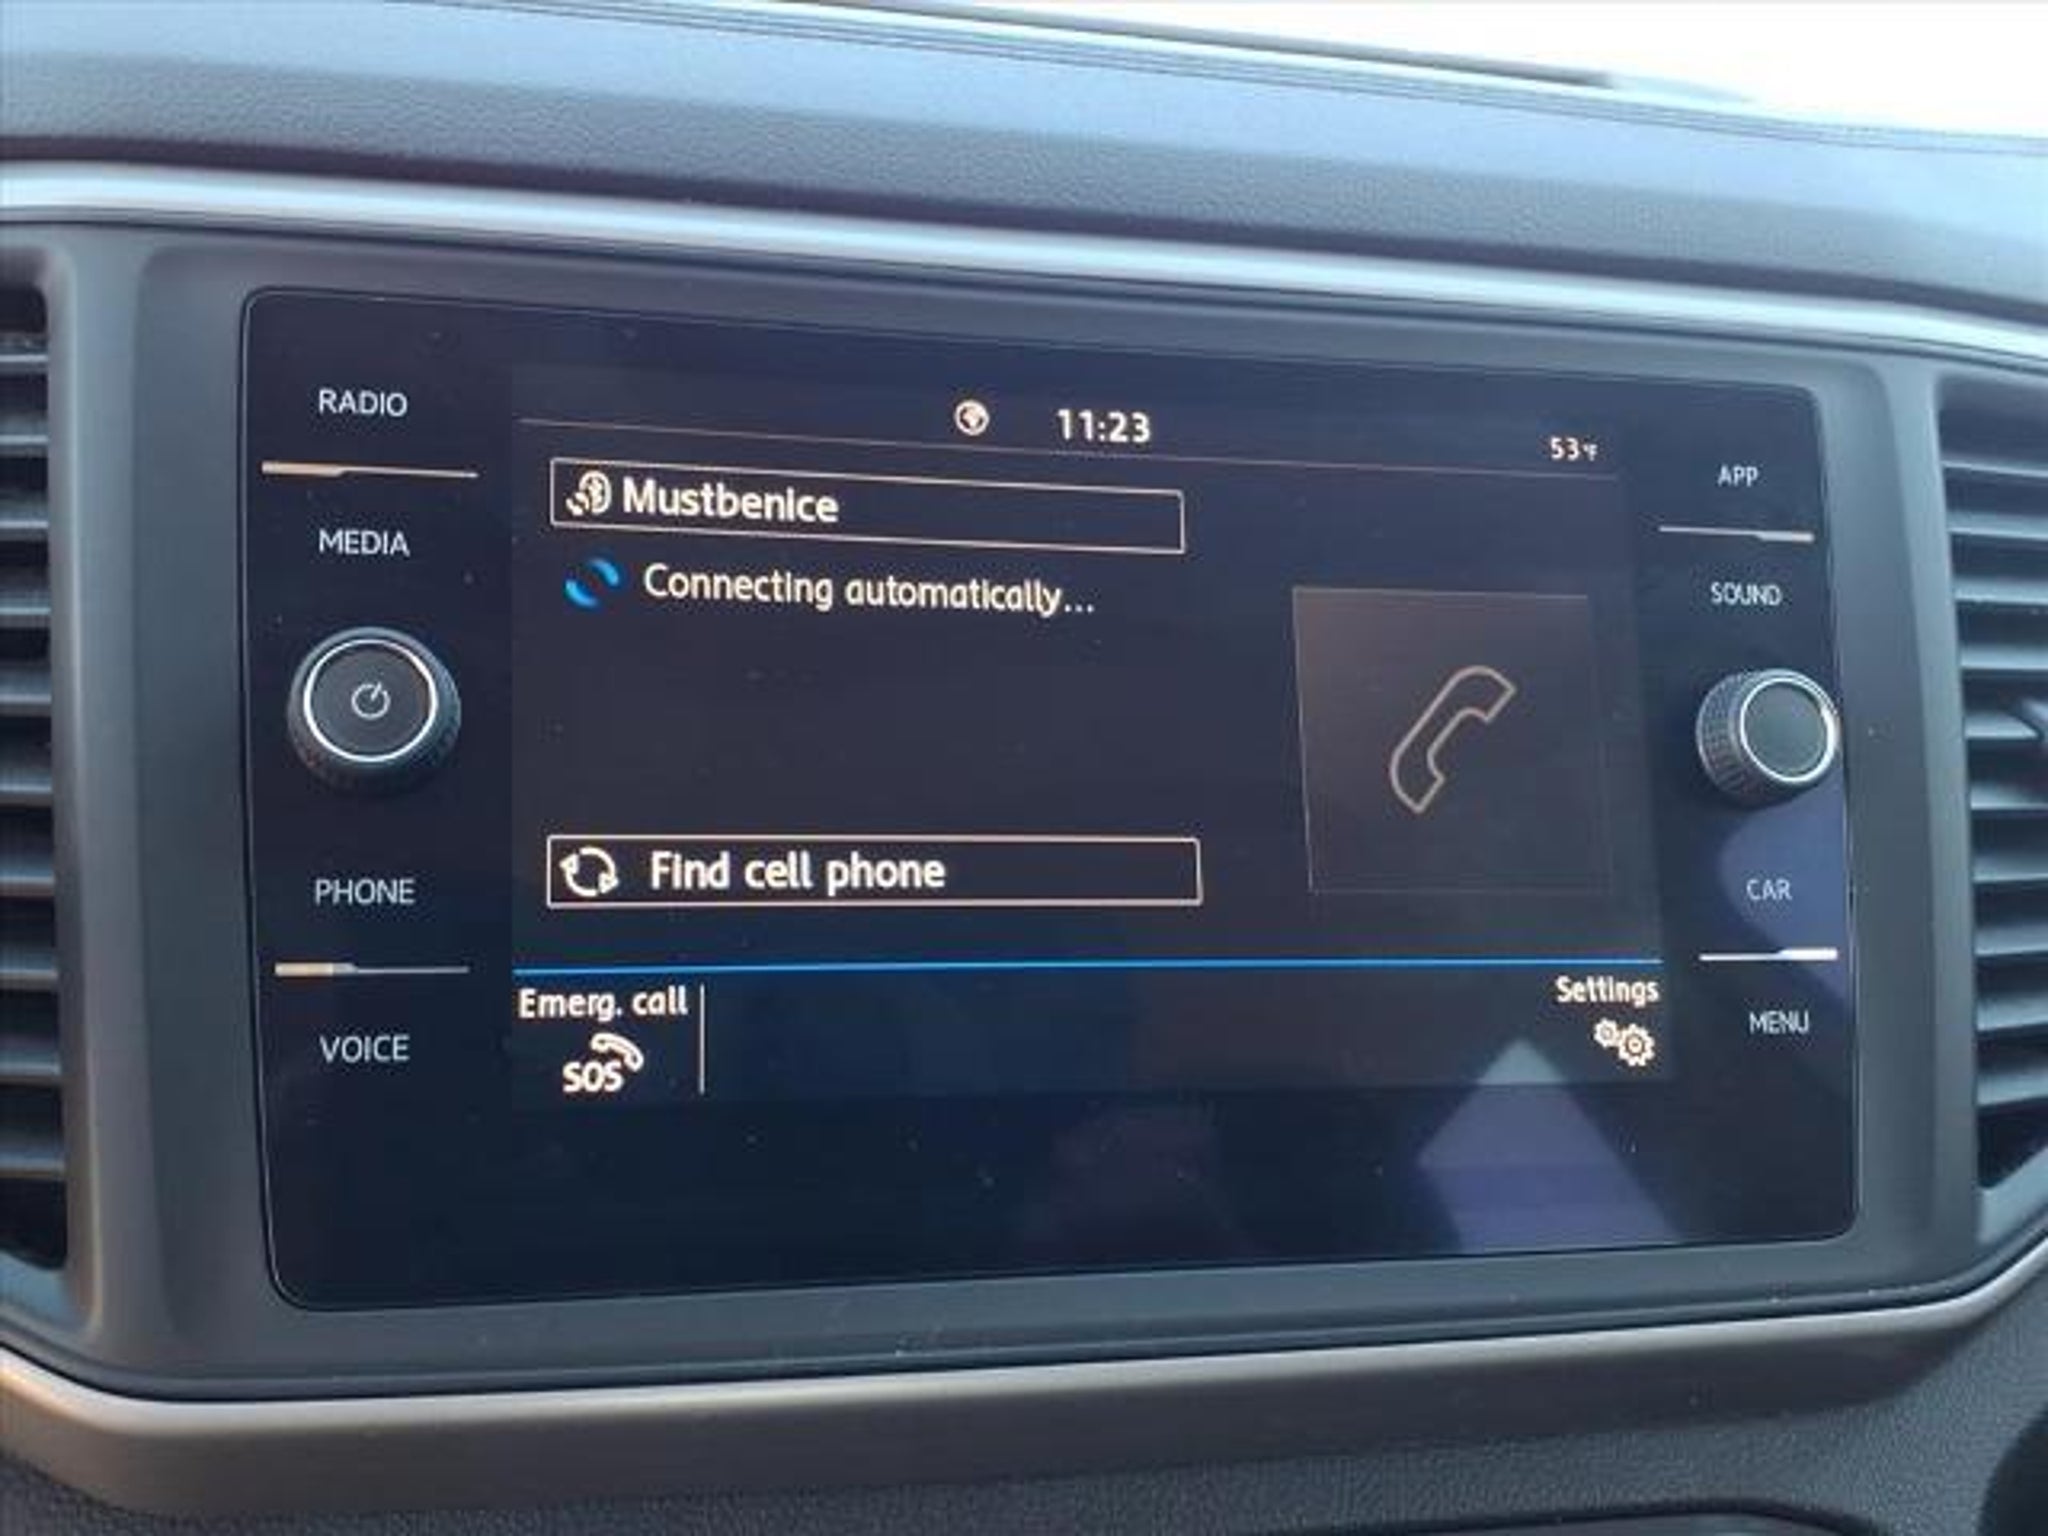 RADIO
MEDIA
PHONE
VOICE
11:23
53°F
Mustbenice
Connecting automatically...
Find cell phone
Emerg. call
SOS
Settings
APP
SOUND
CAR
MENU